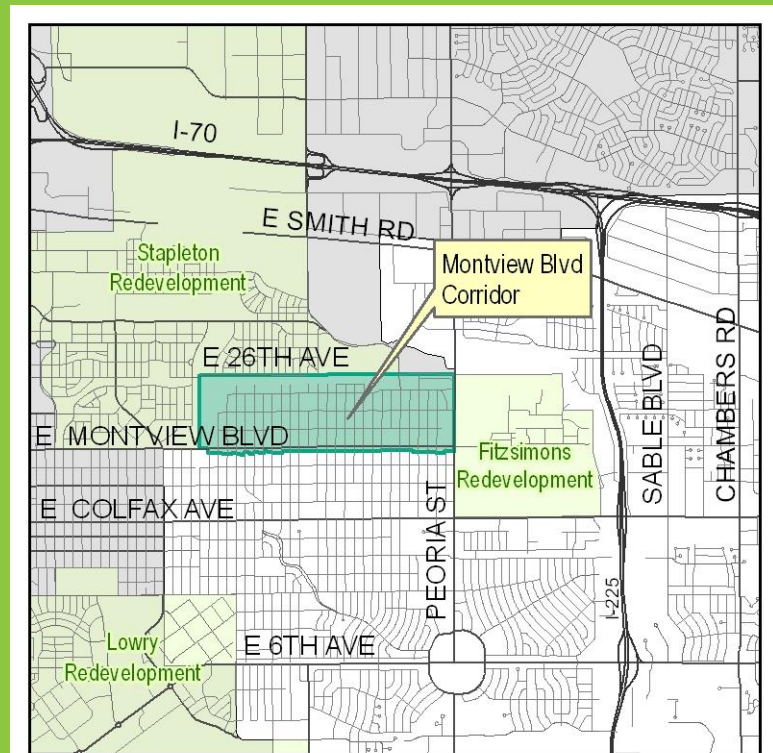 I-70
E SMITH RD
Stapleton
Redevelopment
Montview Blvd
Corridor
E 26TH AVE
E MONTVIEW BLVD
Fitzsimons
Redevelopment
SABLE BLVD
CHAMBERS RD
E COLFAX AVE
PEORIA ST
I-225
E 6TH AVE
Lowry
Redevelopment